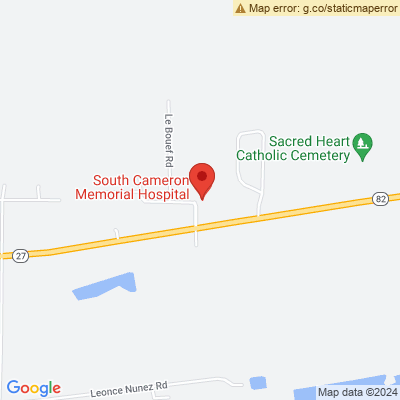 Map error: g.co/staticmaperror
Le Bouef Rd
Sacred Heart
Catholic Cemetery
South Cameron
Memorial Hospital
82
27
Google
Leonce Nunez Rd
Map data ©2024